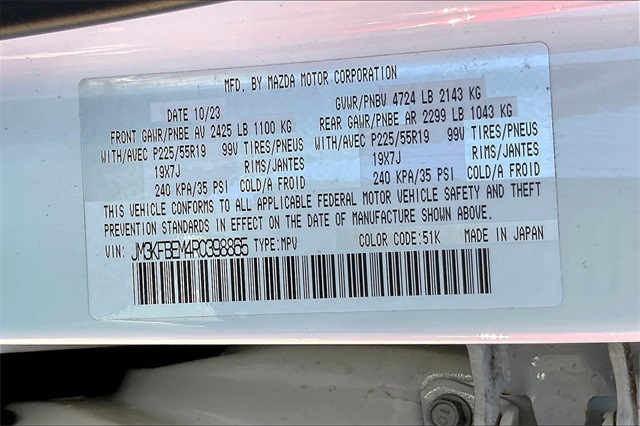 MFD. BY MAZDA MOTOR CORPORATION
DATE 10/23 GVWR/PNBV 4724 LB 2143 KG
FRONT GAWR/PNBE AV 2425 LB 1100 KG REAR GAWR/PNBE AR 2299 LB 1043 KG
WITH/AVEC P225/55R19 99V TIRES/PNEUS WITH/AVEC P225/55R19 99V TIRES/PNEUS
19X7J RIMS/JANTES 19X7J RIMS/JANTES
240 KPA/35 PSI COLD/A FROID 240 KPA/35 PSI COLD/A FROID
THIS VEHICLE CONFORMS TO ALL APPLICABLE FEDERAL MOTOR VEHICLE SAFETY AND THEFT
PREVENTION STANDARDS IN EFFECT ON THE DATE OF MANUFACTURE SHOWN ABOVE.
VIN: JM3KFBEM4R0398865 TYPE:MPV COLOR CODE:51K MADE IN JAPAN